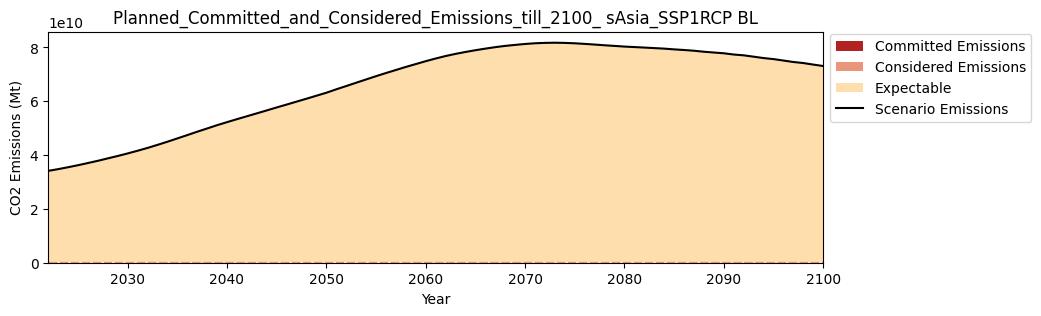 Planned_Committed_and_Considered_Emissions_till_2100_ sAsia_SSP1RCP BL
1e10
8
6
4
2
0
CO2 Emissions (Mt)
2030 2040 2050 2060 2070 2080 2090 2100
Year
Committed Emissions
Considered Emissions
Expectable
Scenario Emissions